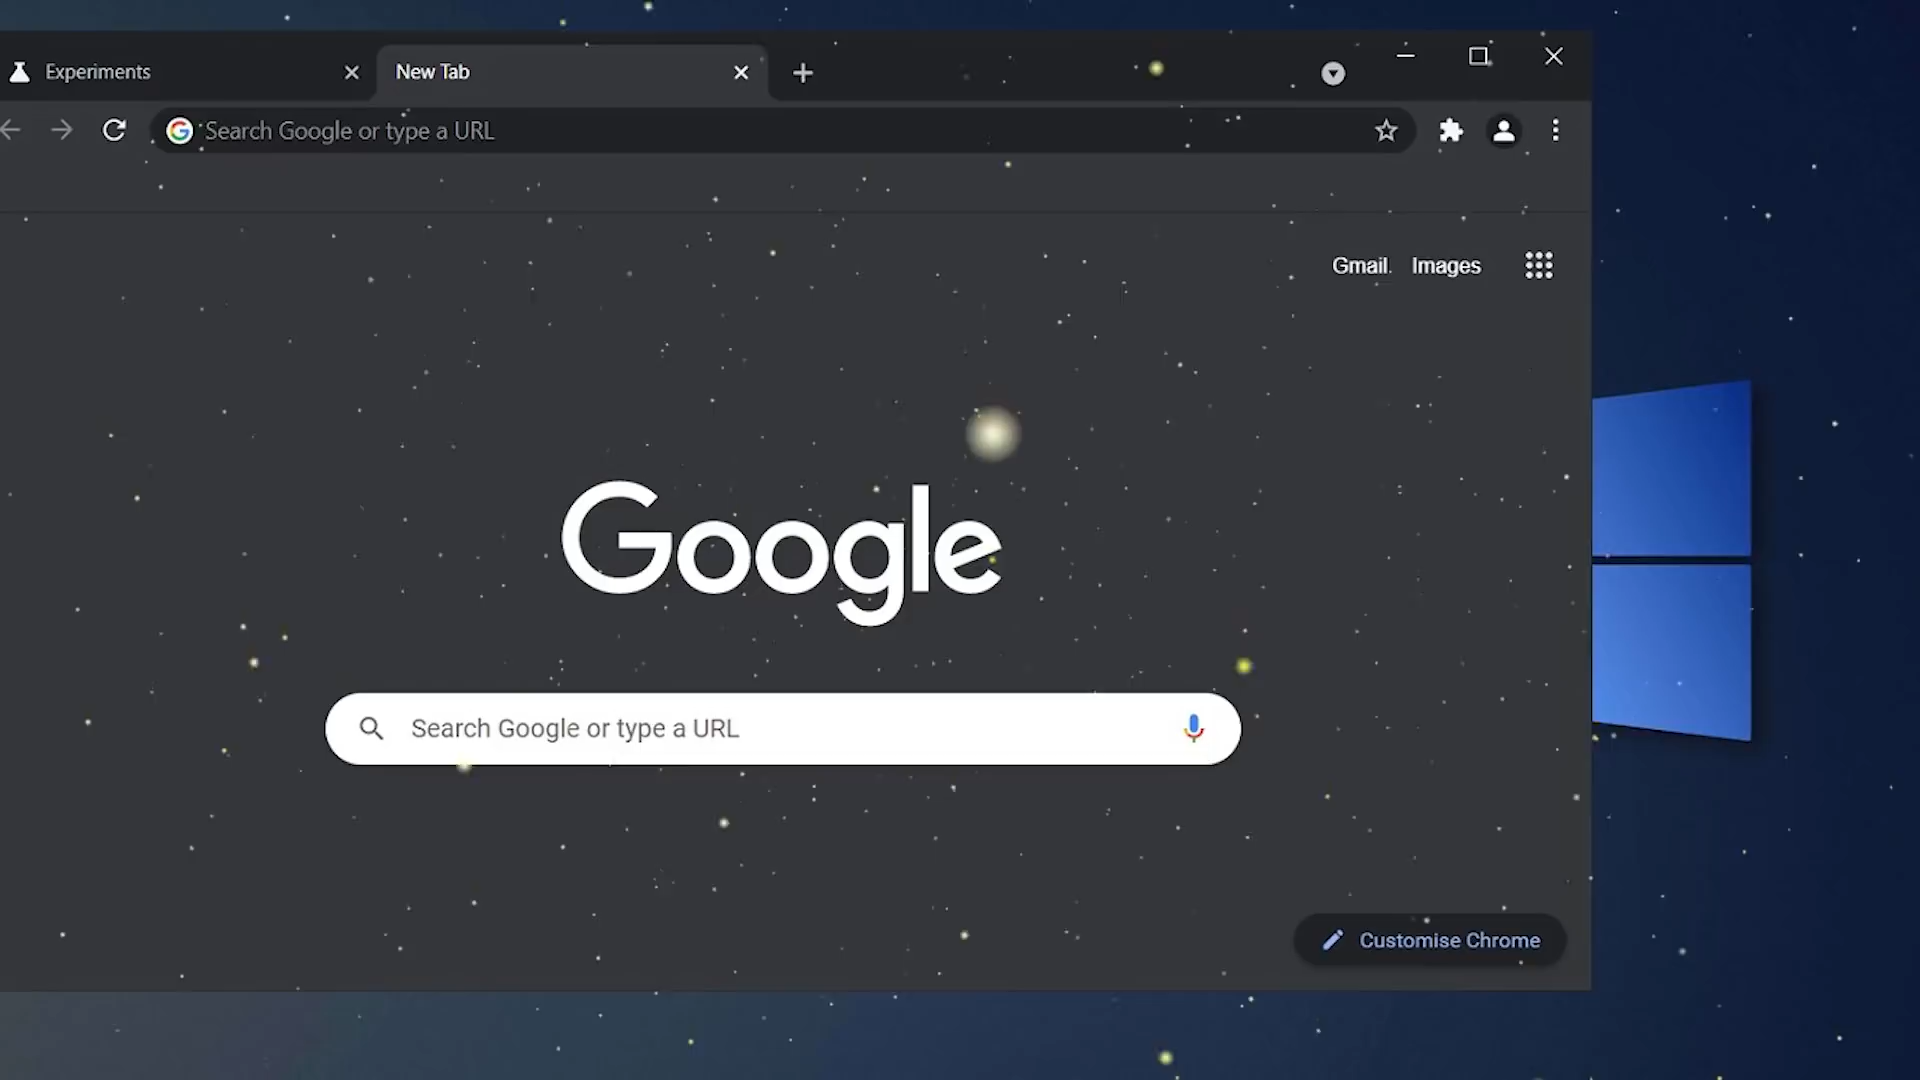 Experiments
New Tab
Search Google or type a URL
Gmail Images
Google
Search Google or type a URL
Customise Chrome